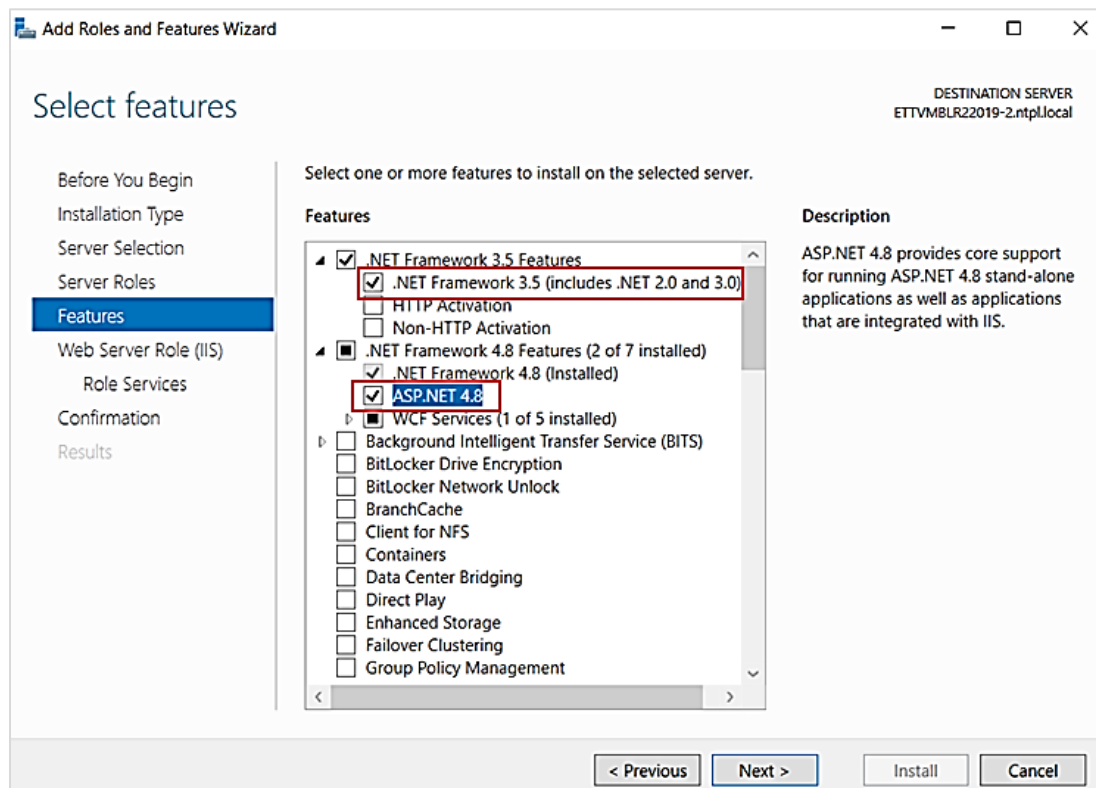 Add Roles and Features Wizard
Select features
DESTINATION SERVER
ETTVMBLR22019-2.ntpl.local
Before You Begin
Installation Type
Server Selection
Server Roles
Features
Web Server Role (IIS)
Role Services
Confirmation
Results
Select one or more features to install on the selected server.
Features
.NET Framework 3.5 Features
.NET Framework 3.5 (includes .NET 2.0 and 3.0)
HTTP Activation
Non-HTTP Activation
.NET Framework 4.8 Features (2 of 7 installed)
.NET Framework 4.8 (Installed)
ASP.NET 4.8
WCF Services (1 of 5 installed)
Background Intelligent Transfer Service (BITS)
BitLocker Drive Encryption
BitLocker Network Unlock
BranchCache
Client for NFS
Containers
Data Center Bridging
Direct Play
Enhanced Storage
Failover Clustering
Group Policy Management
Description
ASP.NET 4.8 provides core support
for running ASP.NET 4.8 stand-alone
applications as well as applications
that are integrated with IIS.
< Previous
Next >
Install
Cancel